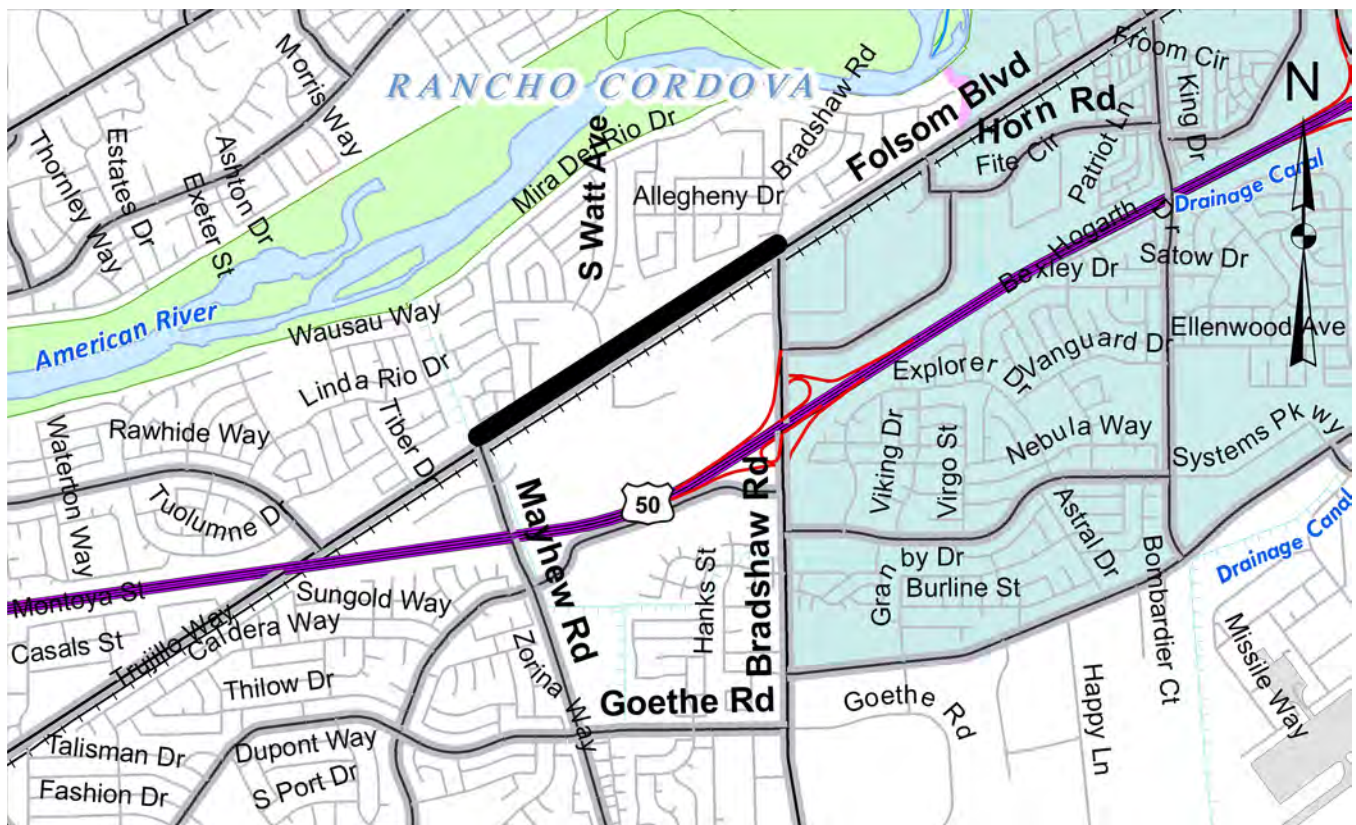 Froom Cir
Morris Way
RANCHO CORDOVA
Bradshaw Rd
Folsom Blvd
Horn Rd
King Dr
N
Estates Dr
Ashton Dr
Thornley Way
Exeter St
S Watt Ave
Mira Del Rio Dr
Allegheny Dr
Fite Cir
Patriot Ln
Drainage Canal
Hogarth Dr
Bexley Dr
Satow Dr
American River
Wausau Way
Ellenwood Ave
Linda Rio Dr
Explorer Dr
Vanguard Dr
Rawhide Way
Tiber D
Waterton Way
Tuolumne D
Viking Dr
Virgo St
Nebula Way
Systems Pkwy
50
Mayhew Rd
Bradshaw Rd
Astral Dr
Drainage Canal
Montoya St
Sungold Way
Hanks St
Granby Dr
Burline St
Bombardier Ct
Casals St
Trujillo Way
Caldera Way
Zorina Way
Missile Way
Thilow Dr
Goethe Rd
Goethe Rd
Happy Ln
Talisman Dr
Dupont Way
S Port Dr
Fashion Dr